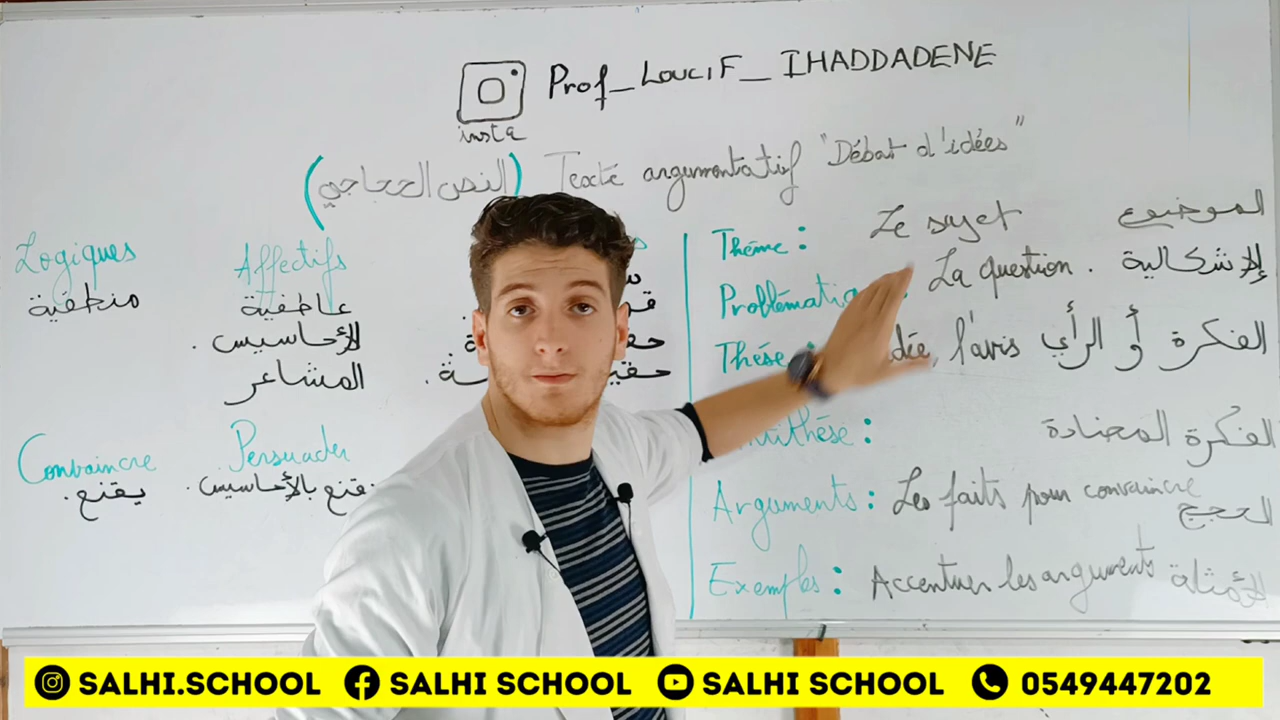 Prof_LouciF_IHADDADENE
insta
(النص الحجاجي) Texte argumentatif "Débat d'idées"
Logiques
منطقية
Affectifs
عاطفية
الأحاسيس.
المشاعر
Convaincre
يقنع.
Persuader
يقنع بالأحاسيس.
Thème : Le sujet الموضوع
La question. الإشكالية
Thése : l'avis الفكرة أو الرأي
: الفكرة المضادة
Arguments : Les faits pour convaincre الحجج
Exemples : Accentuer les arguments الأمثلة
SALHI.SCHOOL SALHI SCHOOL SALHI SCHOOL 0549447202